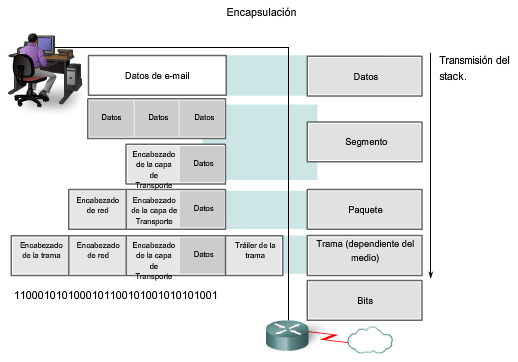 Encapsulación
Transmisión del
stack.
Datos de e-mail
Datos
Datos
Datos
Datos
Segmento
Encabezado
de la capa
de
Transporte
Datos
Encabezado
de red
Encabezado
de la capa de
Transporte
Datos
Paquete
Encabezado
de la trama
Encabezado
de red
Encabezado
de la capa
de
Transporte
Datos
Tráiler de la
trama
Trama (dependiente del
medio)
1100010101000101100101001010101001
Bits